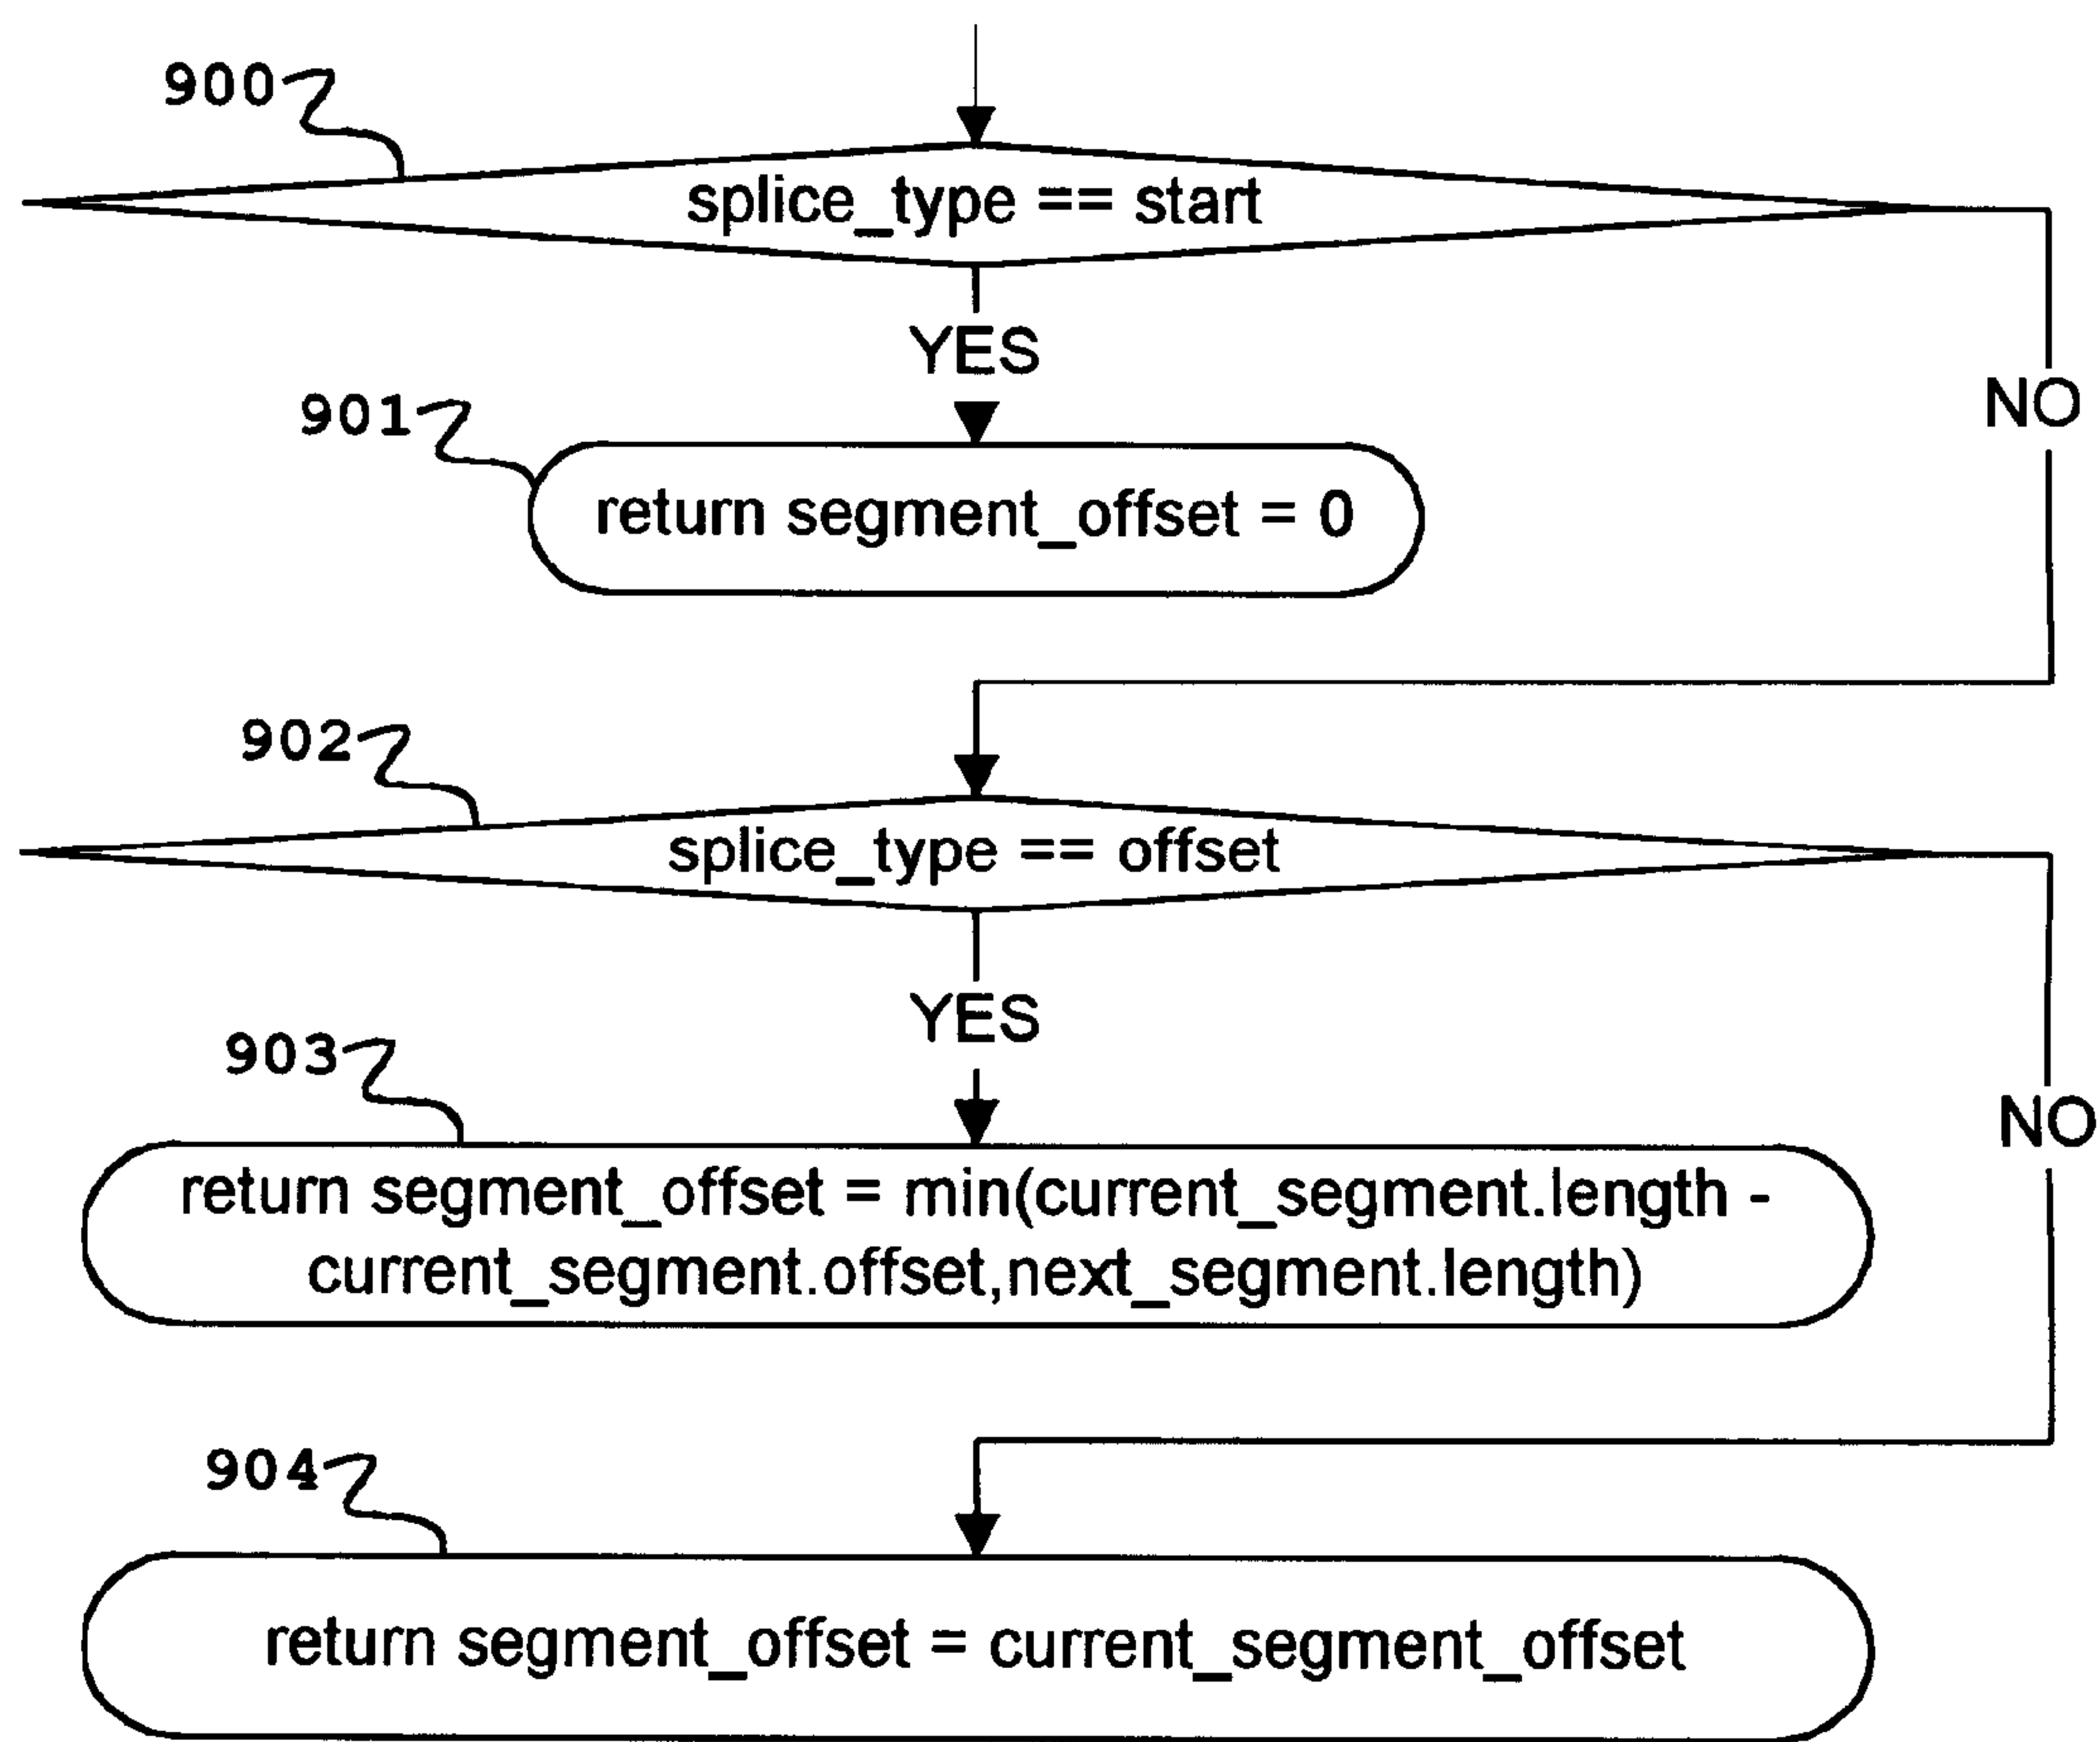 900
splice_type == start
YES
NO
901
return segment_offset = 0
902
splice_type == offset
YES
NO
903
return segment_offset = min(current_segment.length -
current_segment.offset,next_segment.length)
904
return segment_offset = current_segment_offset